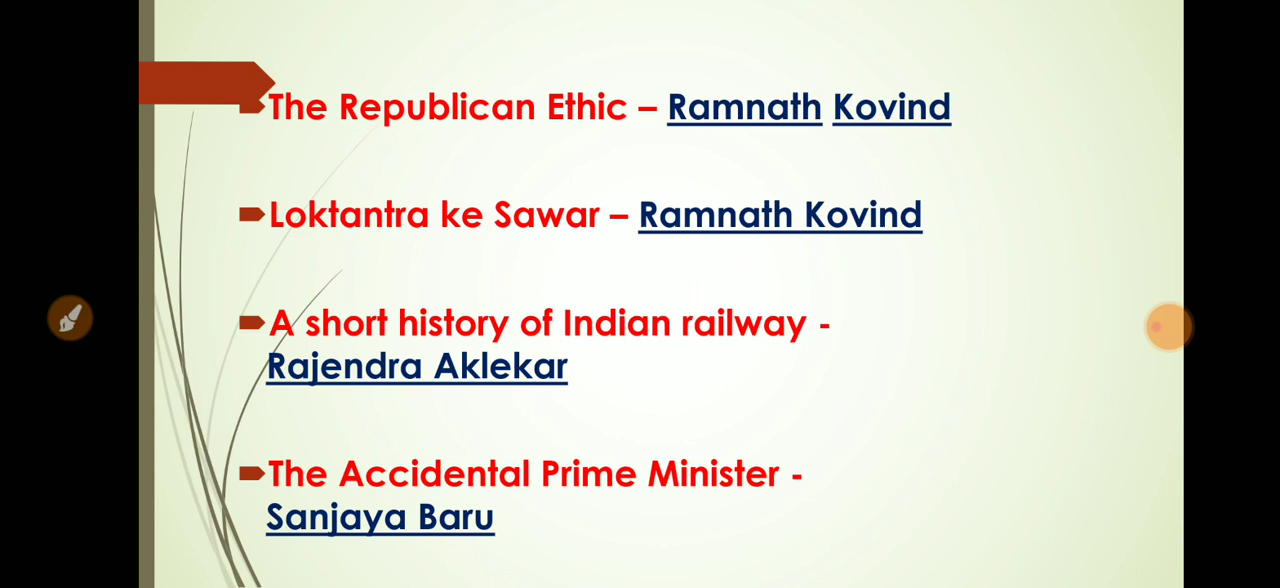 The Republican Ethic – Ramnath Kovind
Loktantra ke Sawar – Ramnath Kovind
A short history of Indian railway -
Rajendra Aklekar
The Accidental Prime Minister -
Sanjaya Baru